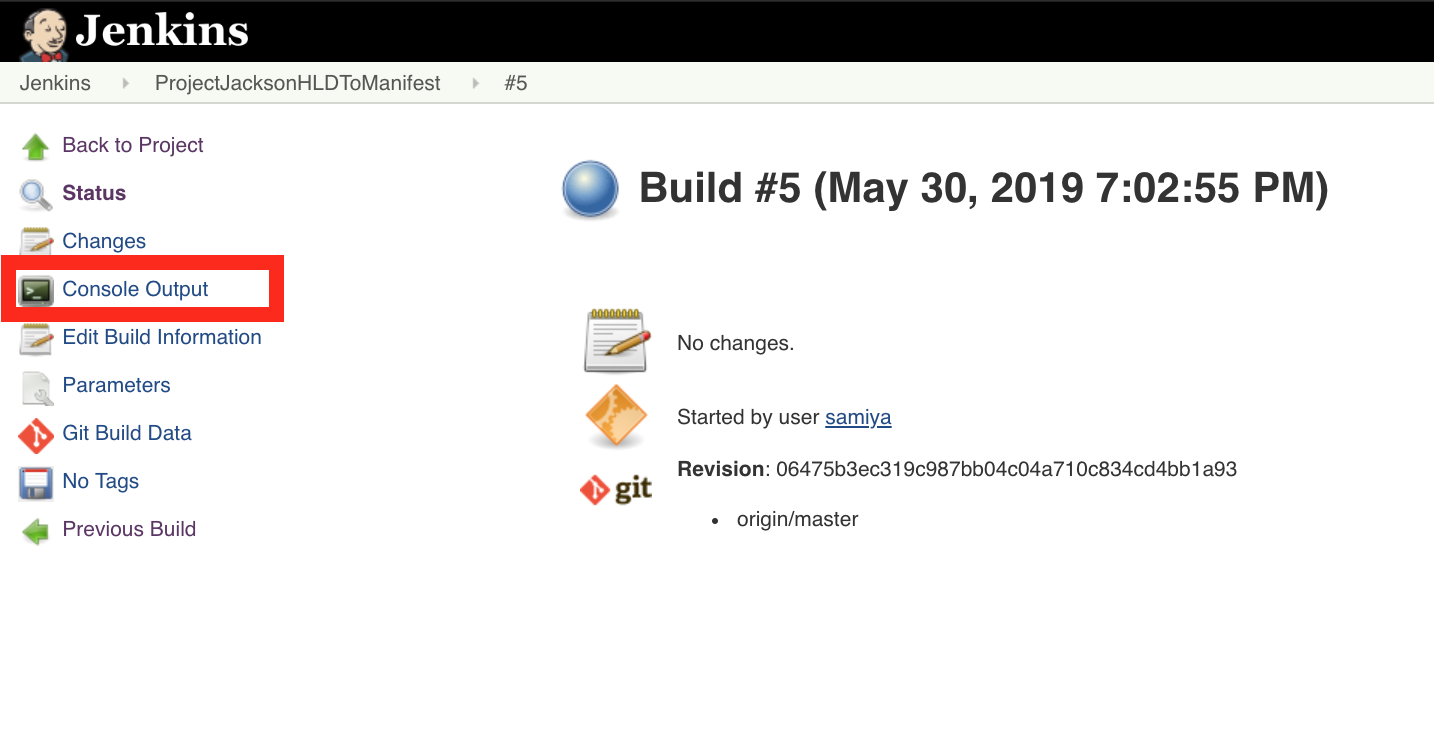 Jenkins
Jenkins ProjectJacksonHLDToManifest #5
Back to Project
Status
Changes
Console Output
Edit Build Information
Parameters
Git Build Data
No Tags
Previous Build
Build #5 (May 30, 2019 7:02:55 PM)
No changes.
Started by user samiya
git
Revision: 06475b3ec319c987bb04c04a710c834cd4bb1a93
origin/master